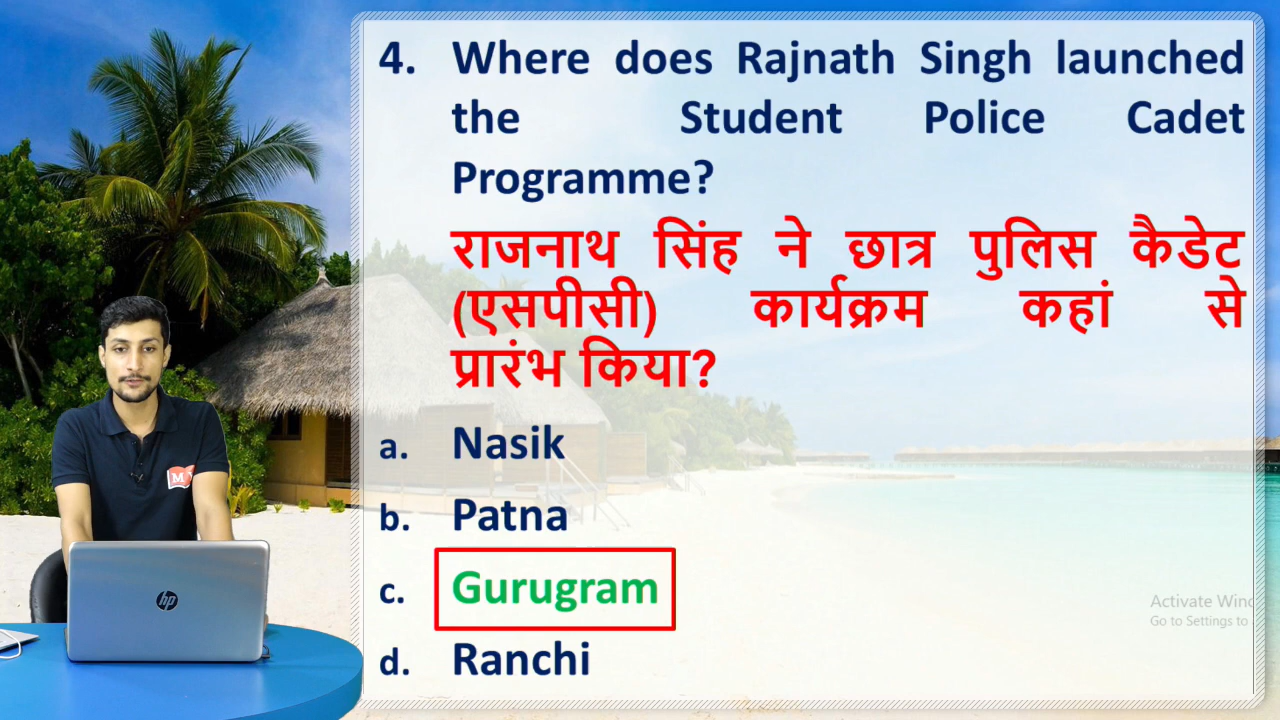 4. Where does Rajnath Singh launched
the Student Police Cadet
Programme?
राजनाथ सिंह ने छात्र पुलिस कैडेट
(एसपीसी) कार्यक्रम कहां से
प्रारंभ किया?
a. Nasik
b. Patna
c. Gurugram
d. Ranchi
M
hp
Activate Wind
Go to Settings to